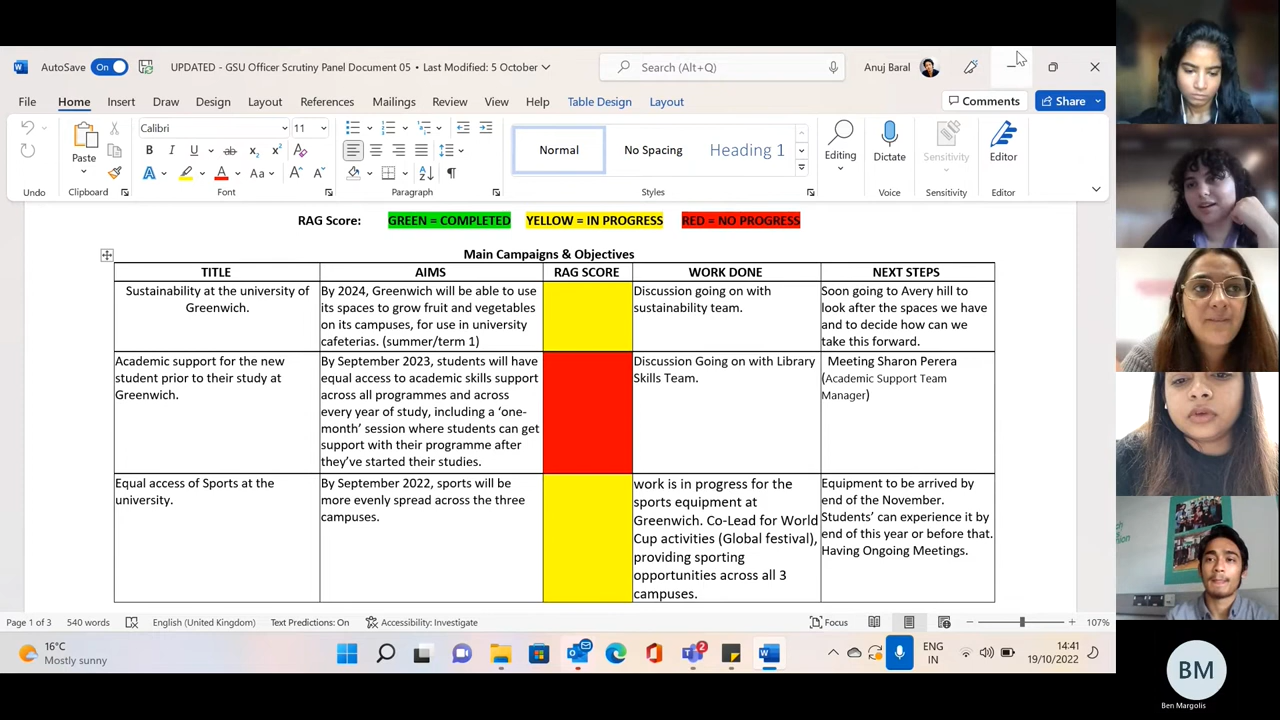 AutoSave On UPDATED - GSU Officer Scrutiny Panel Document 05 • Last Modified: 5 October Search (Alt+Q) Anuj Baral
File Home Insert Draw Design Layout References Mailings Review View Help Table Design Layout Comments Share
Calibri 11
Paste
Normal No Spacing Heading 1
Editing Dictate Sensitivity Editor
Undo Clipboard Font Paragraph Styles Voice Sensitivity Editor
RAG Score: GREEN = COMPLETED YELLOW = IN PROGRESS RED = NO PROGRESS
Main Campaigns & Objectives
TITLE AIMS RAG SCORE WORK DONE NEXT STEPS
Sustainability at the university of
Greenwich.
By 2024, Greenwich will be able to use
its spaces to grow fruit and vegetables
on its campuses, for use in university
cafeterias. (summer/term 1)
Discussion going on with
sustainability team.
Soon going to Avery hill to
look after the spaces we have
and to decide how can we
take this forward.
Academic support for the new
student prior to their study at
Greenwich.
By September 2023, students will have
equal access to academic skills support
across all programmes and across
every year of study, including a ‘one-
month’ session where students can get
support with their programme after
they’ve started their studies.
Discussion Going on with Library
Skills Team.
Meeting Sharon Perera
(Academic Support Team
Manager)
Equal access of Sports at the
university.
By September 2022, sports will be
more evenly spread across the three
campuses.
work is in progress for the
sports equipment at
Greenwich. Co-Lead for World
Cup activities (Global festival),
providing sporting
opportunities across all 3
campuses.
Equipment to be arrived by
end of the November.
Students’ can experience it by
end of this year or before that.
Having Ongoing Meetings.
Page 1 of 3 540 words English (United Kingdom) Text Predictions: On Accessibility: Investigate Focus 107%
16°C
Mostly sunny
2
ENG
IN
14:41
19/10/2022
BM
Ben Margolis